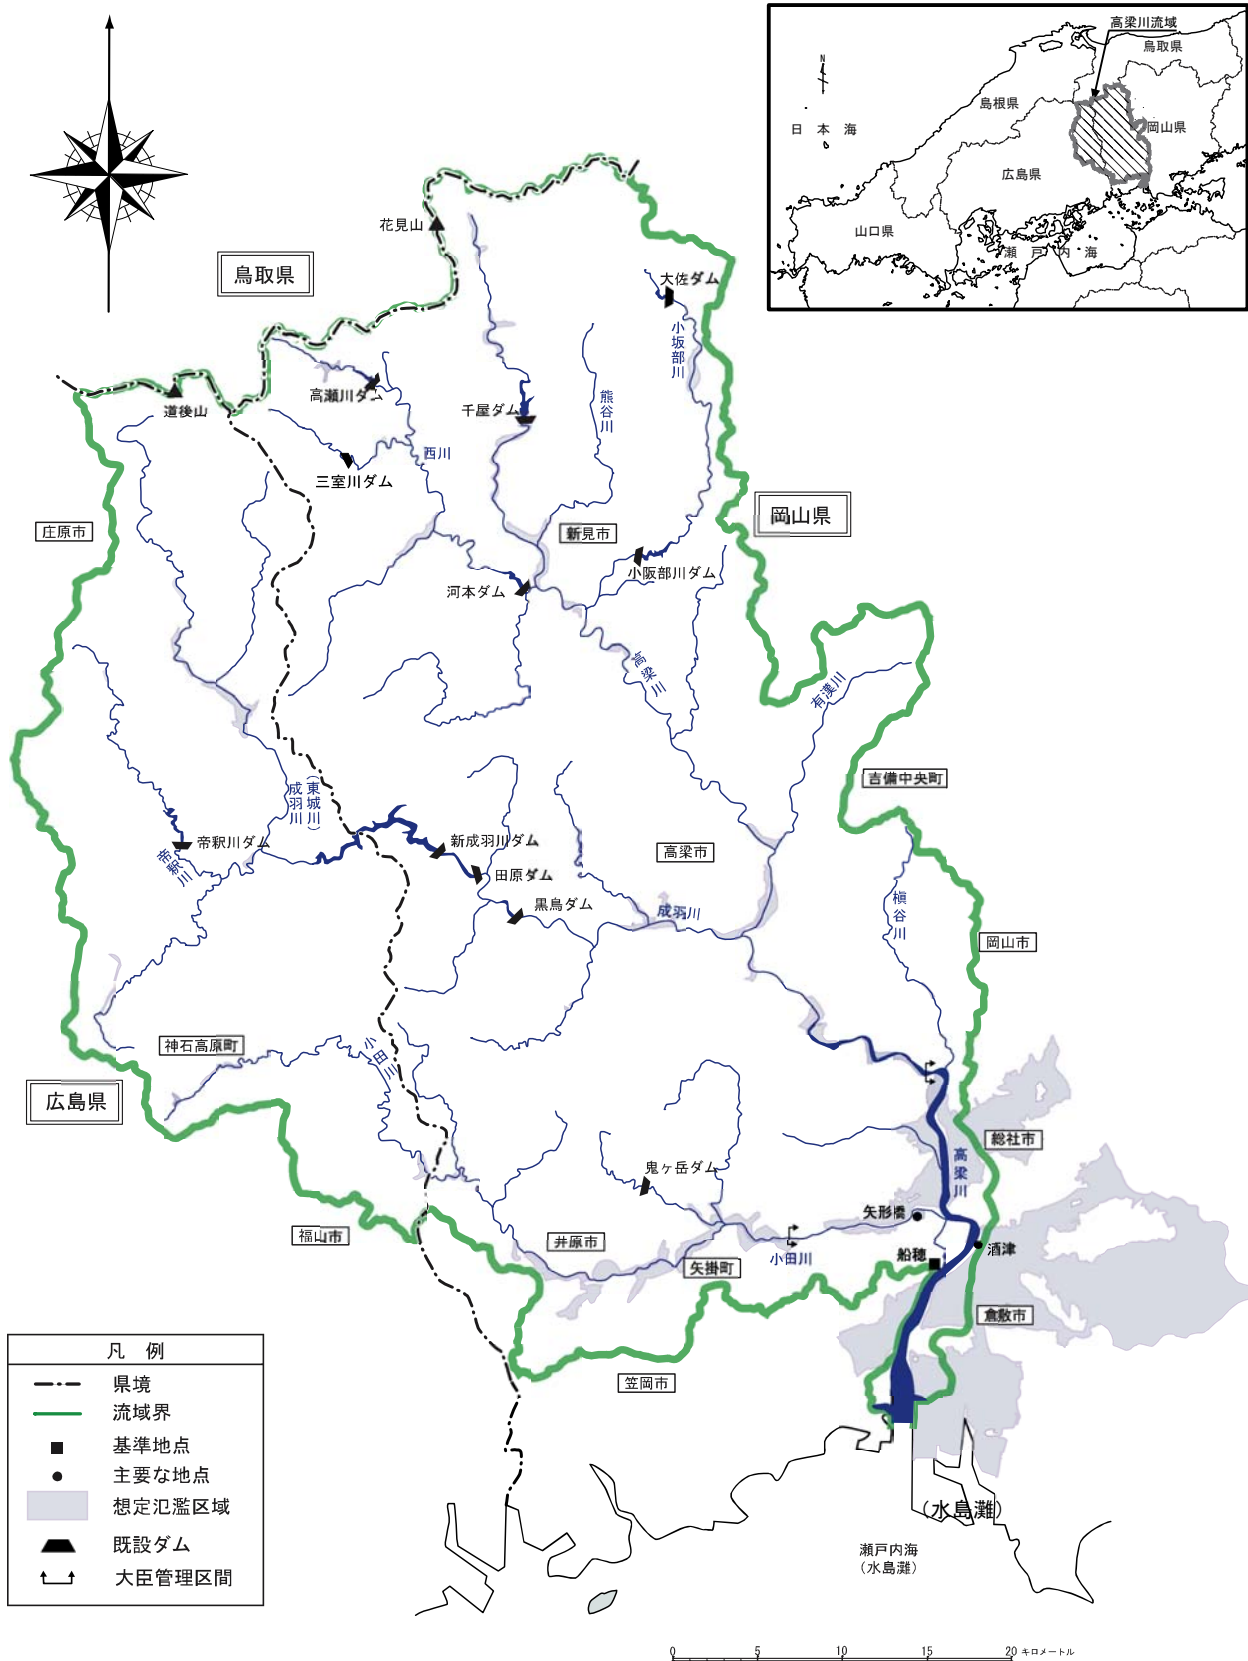 高梁川流域
鳥取県
島根県
日本海
岡山県
広島県
山口県
瀬戸内海
N
花見山
鳥取県
大佐ダム
小坂部川
高瀬川ダム
道後山
千屋ダム
熊谷川
西川
三室川ダム
岡山県
庄原市
新見市
小阪部川ダム
河本ダム
高梁川
有漢川
吉備中央町
成羽川
(東城川)
新成羽川ダム
帝釈川ダム
帝釈川
高梁市
田原ダム
黒鳥ダム
成羽川
槇谷川
岡山市
神石高原町
小田川
広島県
総社市
高梁川
鬼ヶ岳ダム
矢形橋
福山市
井原市
船穂
酒津
小田川
矢掛町
倉敷市
笠岡市
凡例
県境
流域界
基準地点
主要な地点
想定氾濫区域
既設ダム
大臣管理区間
(水島灘)
瀬戸内海
(水島灘)
0 5 10 15 20 キロメートル